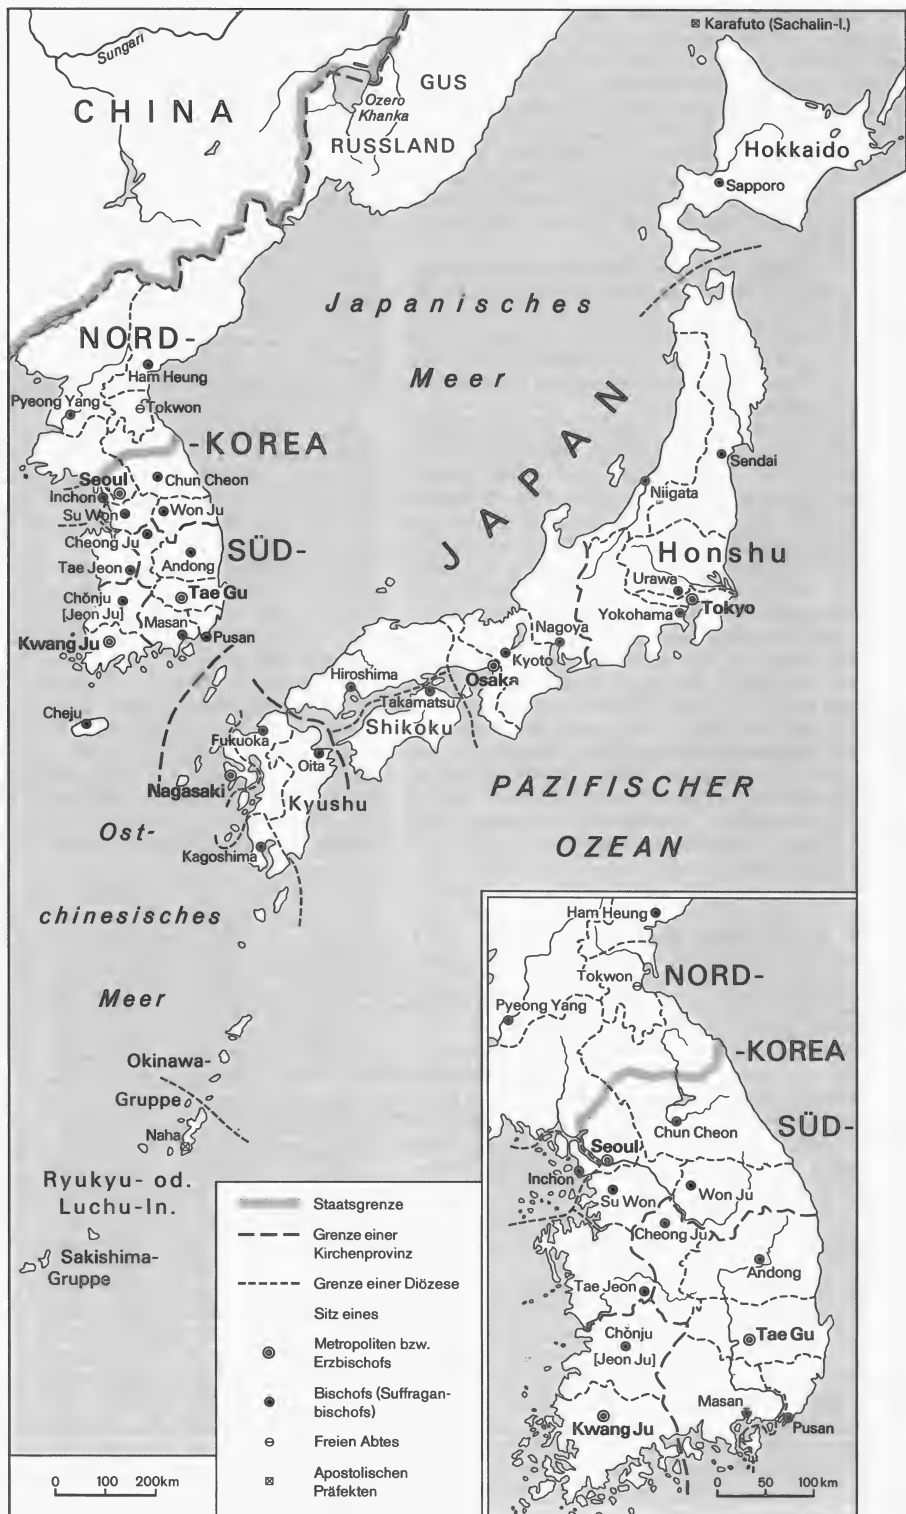 Karafuto (Sachalin-I.)
Sungari
GUS
CHINA
Ozero
Khanka
RUSSLAND
Hokkaido
Sapporo
Japanisches
Meer
NORD-
Ham Heung
Pyeong Yang
Tokwon
-KOREA
JAPAN
Sendai
Seoul
Chun Cheon
Inchon
Niigata
Su Won
Won Ju
Cheong Ju
SÜD-
Honshu
Tae Jeon
Andong
Urawa
Chŏnju
[Jeon Ju]
Tae Gu
Tokyo
Masan
Yokohama
Kwang Ju
Pusan
Nagoya
Kyoto
Osaka
Hiroshima
Takamatsu
Cheju
Shikoku
Fukuoka
Oita
Nagasaki
Kyushu
PAZIFISCHER
OZEAN
Ost-
chinesisches
Meer
Kagoshima
Okinawa-
Gruppe
Naha
Ryukyu- od.
Luchu-In.
Sakishima-
Gruppe
Staatsgrenze
Grenze einer
Kirchenprovinz
Grenze einer Diözese
Sitz eines
Metropoliten bzw.
Erzbischofs
Bischofs (Suffragan-
bischofs)
Freien Abtes
Apostolischen
Präfekten
0 100 200km
Ham Heung
Tokwon
NORD-
Pyeong Yang
-KOREA
SÜD-
Chun Cheon
Seoul
Inchon
Su Won
Won Ju
Cheong Ju
Andong
Tae Jeon
Chŏnju
[Jeon Ju]
Tae Gu
Masan
Kwang Ju
Pusan
0 50 100 km